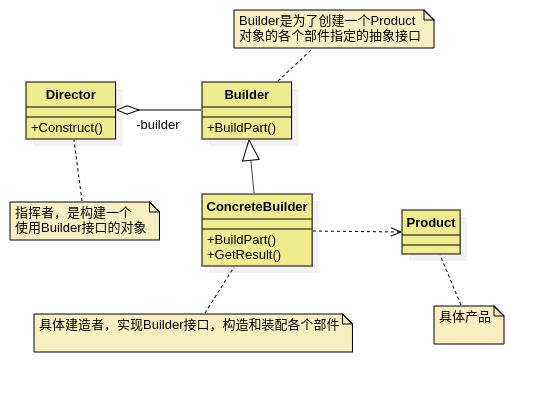 Builder是为了创建一个Product
对象的各个部件指定的抽象接口
Director
+Construct()
-builder
Builder
+BuildPart()
指挥者，是构建一个
使用Builder接口的对象
ConcreteBuilder
+BuildPart()
+GetResult()
Product
具体建造者，实现Builder接口，构造和装配各个部件
具体产品